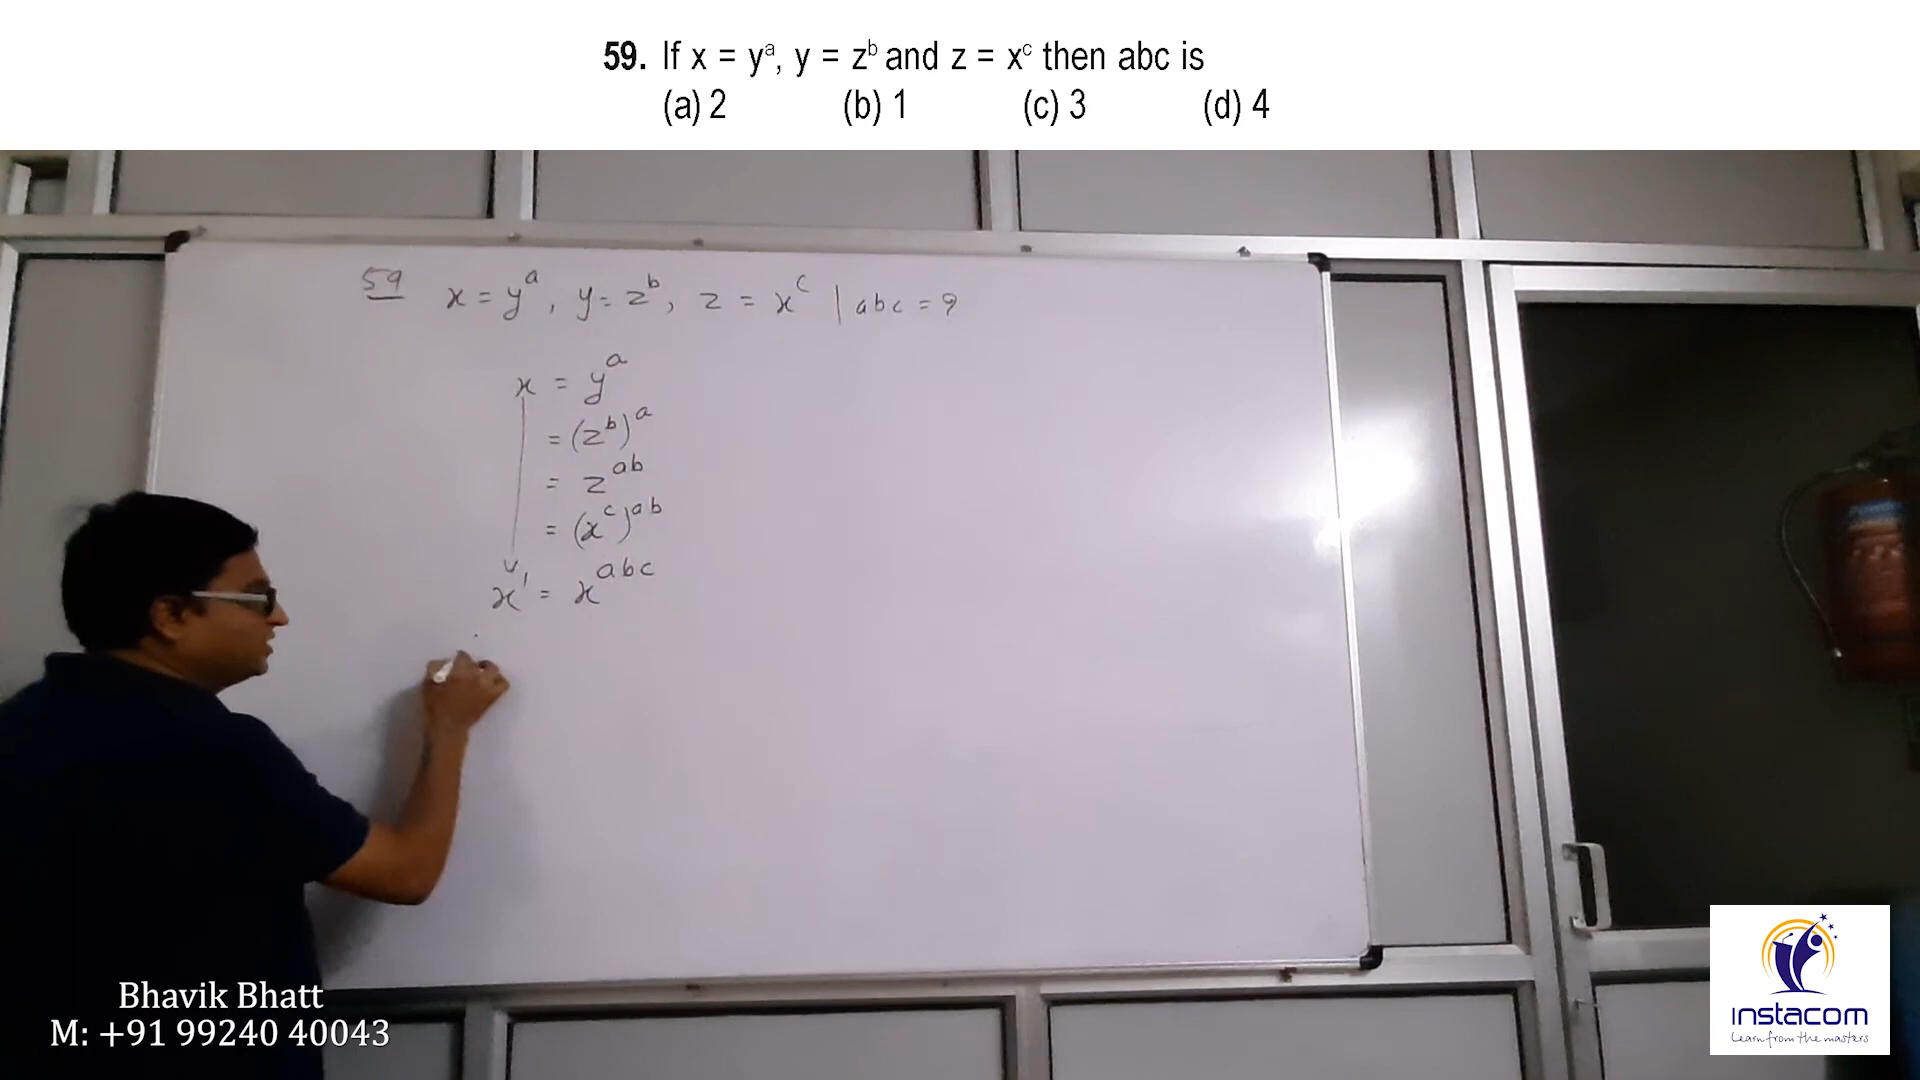 59. If x = yᵃ, y = zᵇ and z = xᶜ then abc is
(a) 2 (b) 1 (c) 3 (d) 4
59 x = yᵃ, y = zᵇ, z = xᶜ | abc = ?
x = yᵃ
= (zᵇ)ᵃ
= zᵃᵇ
= (xᶜ)ᵃᵇ
x¹ = xᵃᵇᶜ
Bhavik Bhatt
M: +91 99240 40043
ınstacom
Learn from the masters